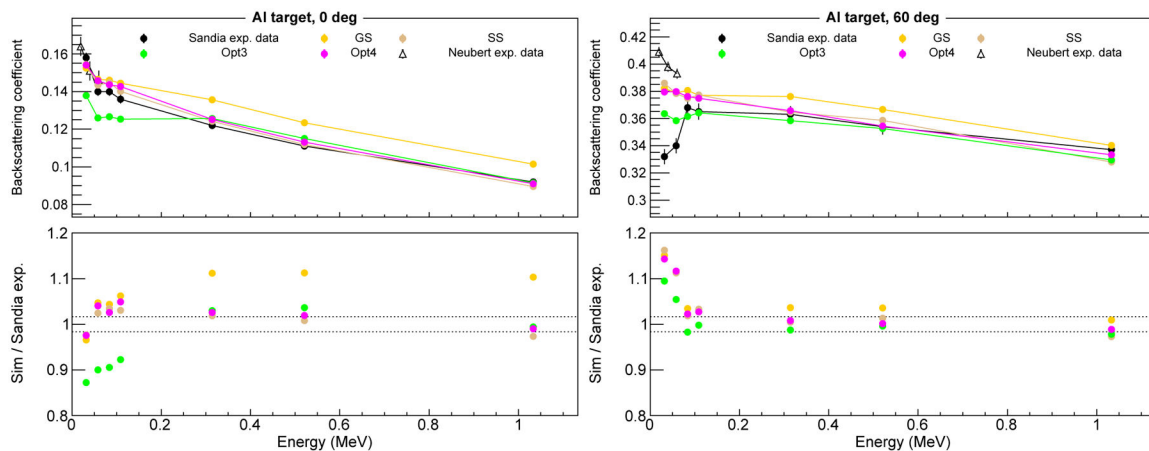 Al target, 0 deg
Sandia exp. data GS SS
Opt3 Opt4 Neubert exp. data
Backscattering coefficient
0.16
0.14
0.12
0.1
0.08
Sim / Sandia exp.
1.2
1.1
1
0.9
0.8
0 0.2 0.4 0.6 0.8 1
Energy (MeV)
Al target, 60 deg
Sandia exp. data GS SS
Opt3 Opt4 Neubert exp. data
Backscattering coefficient
0.42
0.4
0.38
0.36
0.34
0.32
0.3
Sim / Sandia exp.
1.2
1.1
1
0.9
0.8
0 0.2 0.4 0.6 0.8 1
Energy (MeV)